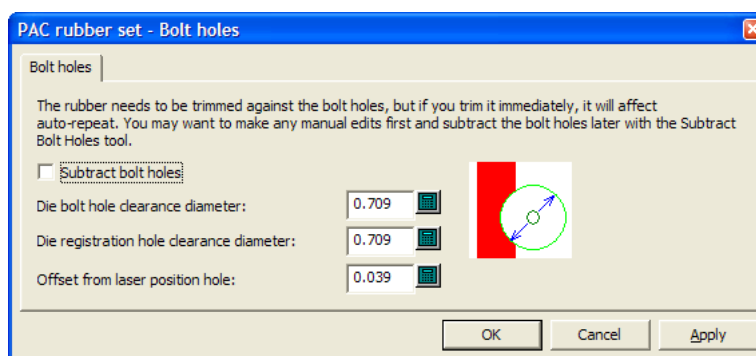 PAC rubber set - Bolt holes
Bolt holes
The rubber needs to be trimmed against the bolt holes, but if you trim it immediately, it will affect
auto-repeat. You may want to make any manual edits first and subtract the bolt holes later with the Subtract
Bolt Holes tool.
Subtract bolt holes
Die bolt hole clearance diameter: 0.709
Die registration hole clearance diameter: 0.709
Offset from laser position hole: 0.039
OK Cancel Apply